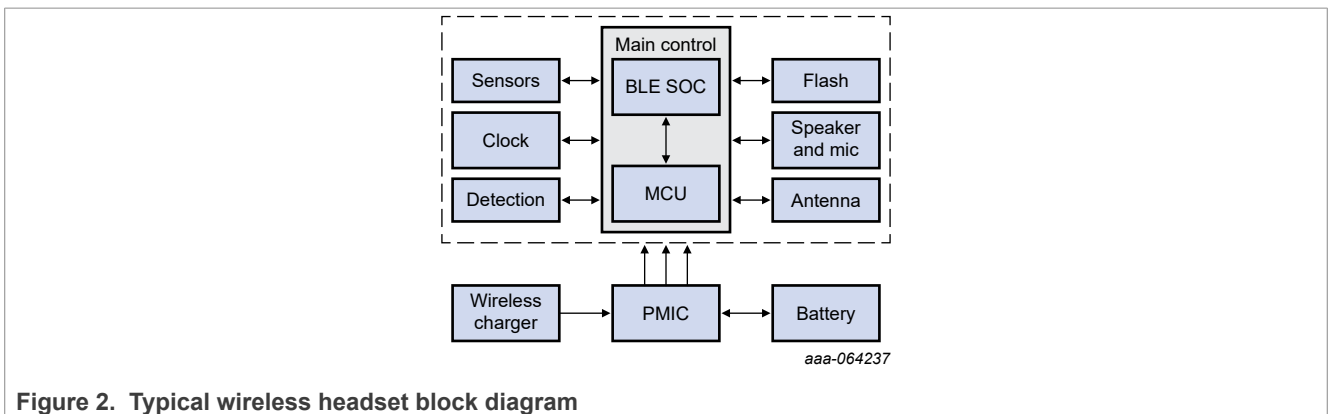 Main control
Sensors
BLE SOC
Flash
Clock
Speaker
and mic
Detection
MCU
Antenna
Wireless
charger
PMIC
Battery
aaa-064237
Figure 2. Typical wireless headset block diagram